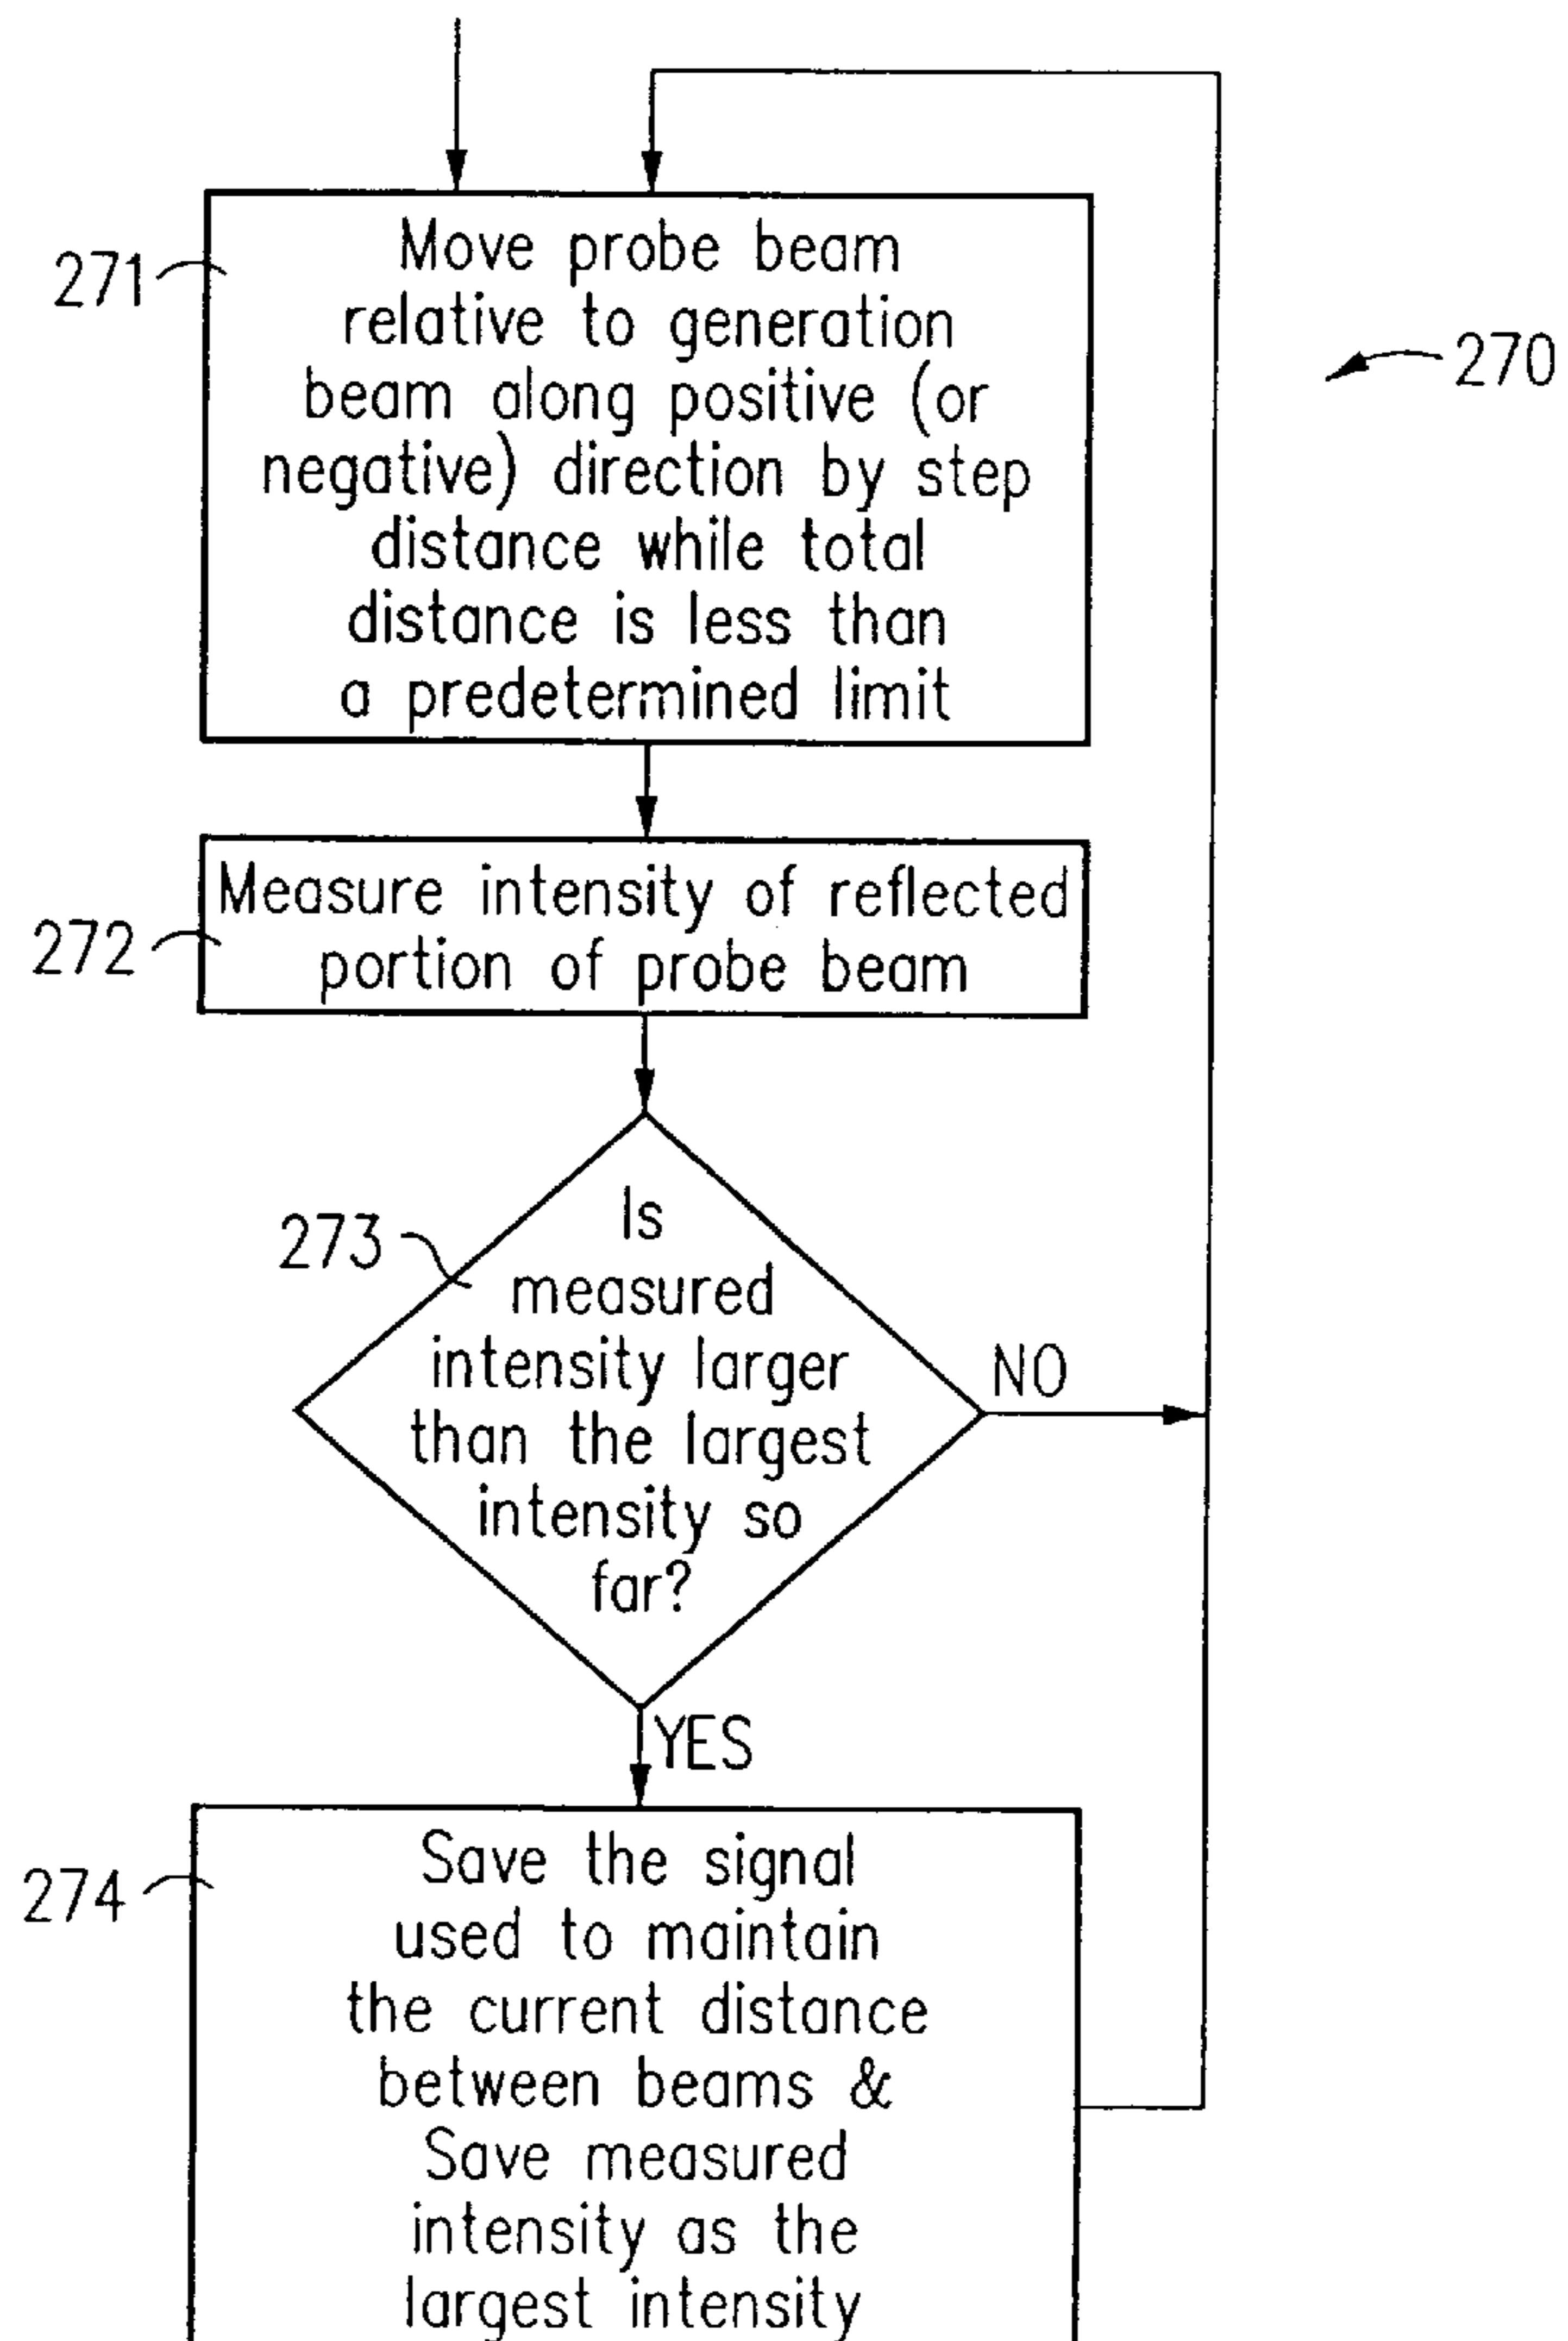 271
Move probe beam
relative to generation
beam along positive (or
negative) direction by step
distance while total
distance is less than
a predetermined limit
270
272
Measure intensity of reflected
portion of probe beam
273
Is
measured
intensity larger
than the largest
intensity so
far?
NO
YES
274
Save the signal
used to maintain
the current distance
between beams &
Save measured
intensity as the
largest intensity